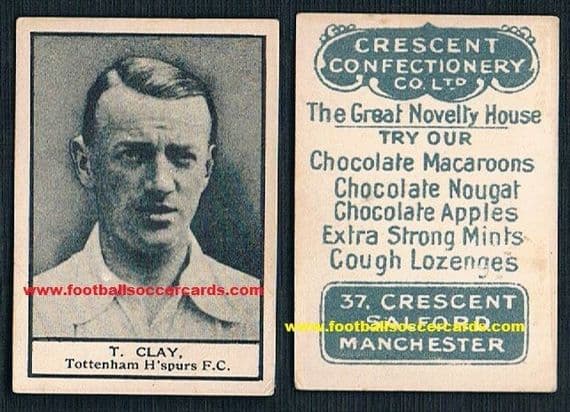 www.footballsoccercards.com
T. CLAY,
Tottenham H'spurs F.C.
CRESCENT
CONFECTIONERY
CO. LTD
The Great Novelty House
TRY OUR
Chocolate Macaroons
Chocolate Nougat
Chocolate Apples
Extra Strong Mints
Cough Lozenges
37, CRESCENT
www.footballsoccercards.com
SALFORD
MANCHESTER